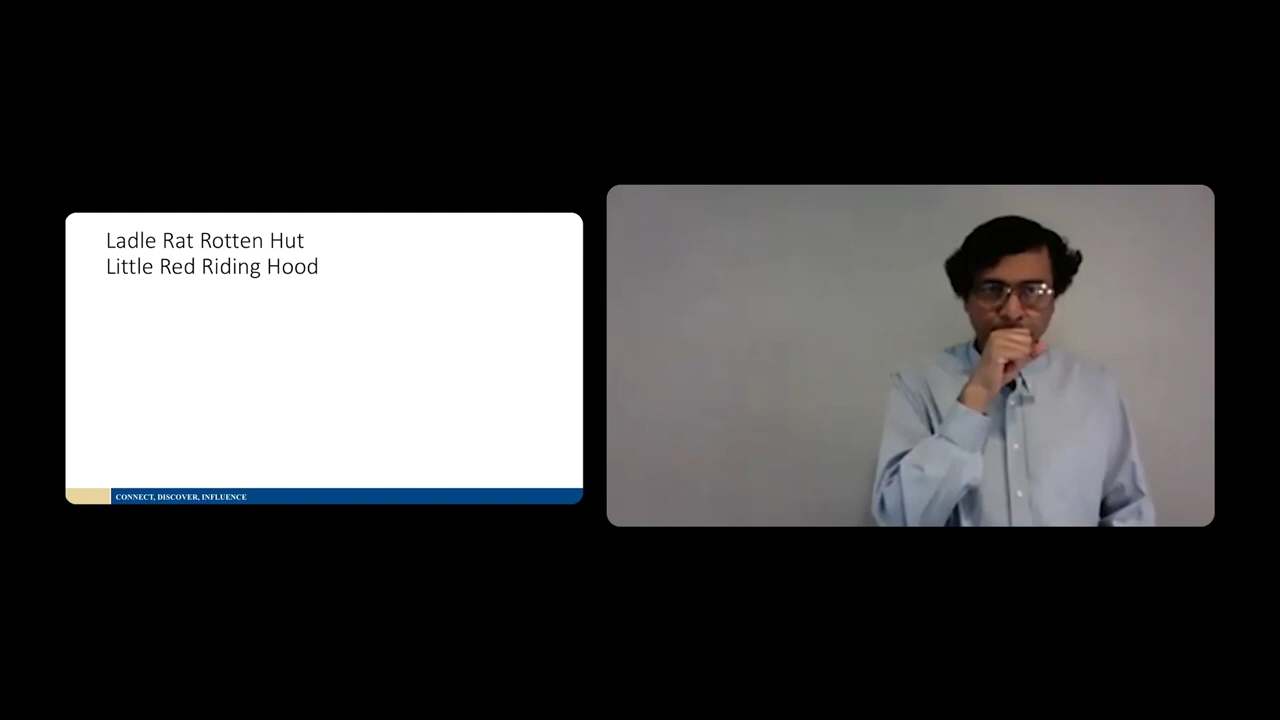 Ladle Rat Rotten Hut
Little Red Riding Hood
CONNECT, DISCOVER, INFLUENCE